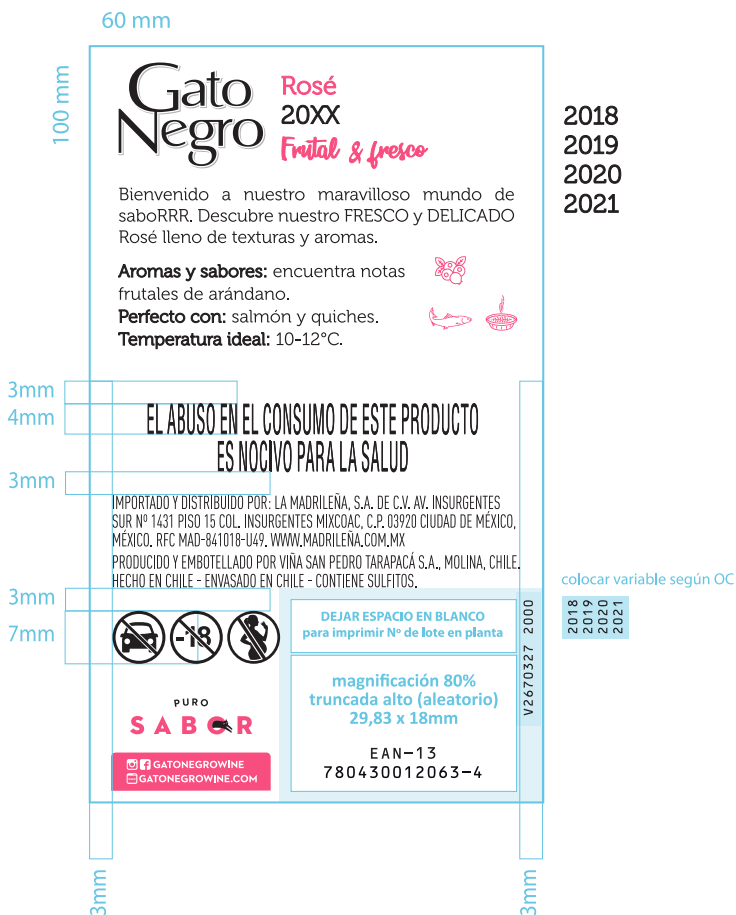 60 mm
100 mm
Gato
Negro
Rosé
20XX
Frutal & fresco
2018
2019
2020
2021
Bienvenido a nuestro maravilloso mundo de
saboRRR. Descubre nuestro FRESCO y DELICADO
Rosé lleno de texturas y aromas.
Aromas y sabores: encuentra notas
frutales de arándano.
Perfecto con: salmón y quiches.
Temperatura ideal: 10-12°C.
3mm
4mm
EL ABUSO EN EL CONSUMO DE ESTE PRODUCTO
ES NOCIVO PARA LA SALUD
3mm
IMPORTADO Y DISTRIBUIDO POR: LA MADRILEÑA, S.A. DE C.V. AV. INSURGENTES
SUR Nº 1431 PISO 15 COL. INSURGENTES MIXCOAC, C.P. 03920 CIUDAD DE MÉXICO,
MÉXICO. RFC MAD-841018-U49. WWW.MADRILEÑA.COM.MX
PRODUCIDO Y EMBOTELLADO POR VIÑA SAN PEDRO TARAPACÁ S.A., MOLINA, CHILE.
HECHO EN CHILE - ENVASADO EN CHILE - CONTIENE SULFITOS.
3mm
7mm
-18
DEJAR ESPACIO EN BLANCO
para imprimir Nº de lote en planta
V2670327 2000
colocar variable según OC
2018
2019
2020
2021
magnificación 80%
truncada alto (aleatorio)
29,83 x 18mm
EAN-13
780430012063-4
PURO
SABOR
GATONEGROWINE
GATONEGROWINE.COM
3mm
3mm